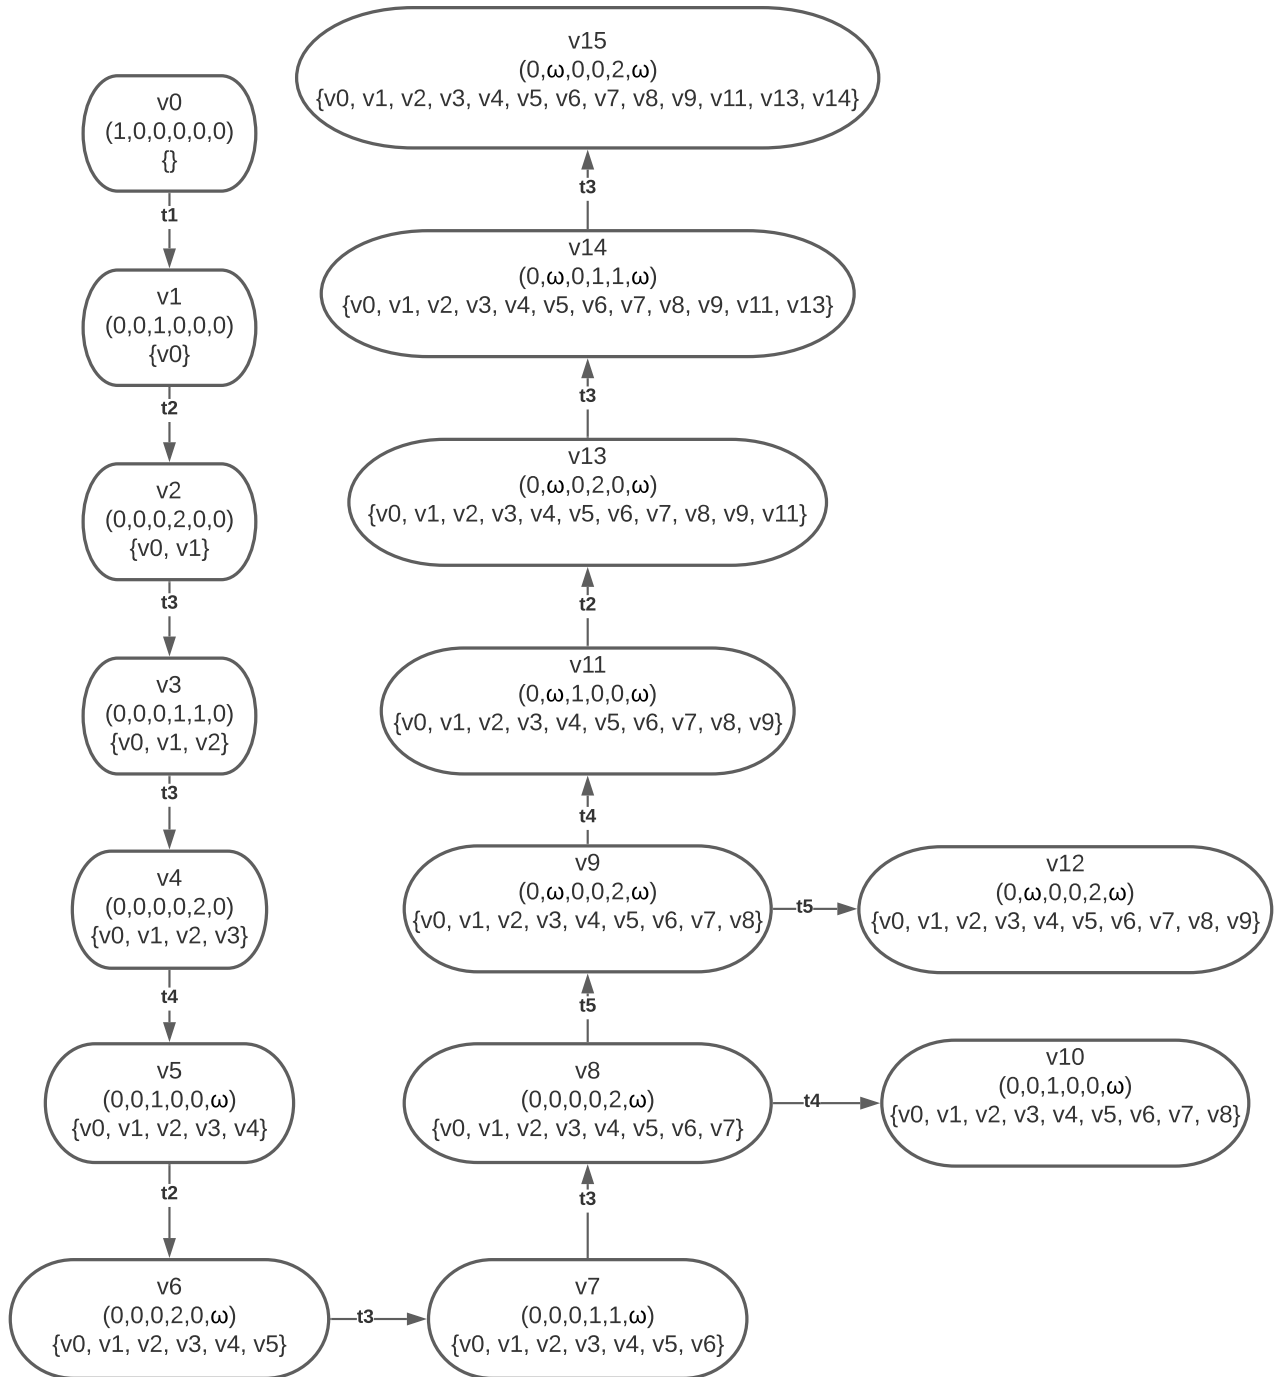 v0
(1,0,0,0,0,0)
{}
t1
v1
(0,0,1,0,0,0)
{v0}
t2
v2
(0,0,0,2,0,0)
{v0, v1}
t3
v3
(0,0,0,1,1,0)
{v0, v1, v2}
t3
v4
(0,0,0,0,2,0)
{v0, v1, v2, v3}
t4
v5
(0,0,1,0,0,ω)
{v0, v1, v2, v3, v4}
t2
v6
(0,0,0,2,0,ω)
{v0, v1, v2, v3, v4, v5}
t3
v7
(0,0,0,1,1,ω)
{v0, v1, v2, v3, v4, v5, v6}
t3
v8
(0,0,0,0,2,ω)
{v0, v1, v2, v3, v4, v5, v6, v7}
t4
v10
(0,0,1,0,0,ω)
{v0, v1, v2, v3, v4, v5, v6, v7, v8}
t5
v9
(0,ω,0,0,2,ω)
{v0, v1, v2, v3, v4, v5, v6, v7, v8}
t5
v12
(0,ω,0,0,2,ω)
{v0, v1, v2, v3, v4, v5, v6, v7, v8, v9}
t4
v11
(0,ω,1,0,0,ω)
{v0, v1, v2, v3, v4, v5, v6, v7, v8, v9}
t2
v13
(0,ω,0,2,0,ω)
{v0, v1, v2, v3, v4, v5, v6, v7, v8, v9, v11}
t3
v14
(0,ω,0,1,1,ω)
{v0, v1, v2, v3, v4, v5, v6, v7, v8, v9, v11, v13}
t3
v15
(0,ω,0,0,2,ω)
{v0, v1, v2, v3, v4, v5, v6, v7, v8, v9, v11, v13, v14}